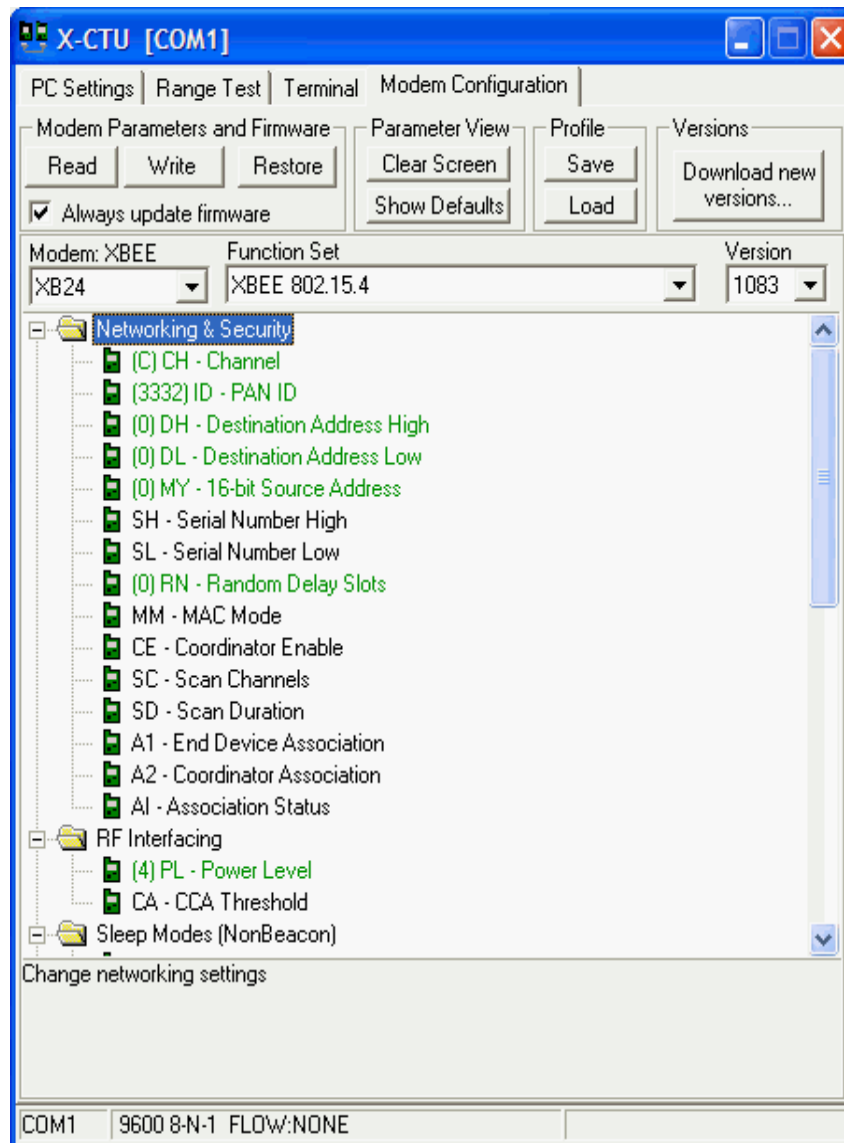 X-CTU [COM1]
PC Settings Range Test Terminal Modem Configuration
Modem Parameters and Firmware Parameter View Profile Versions
Read Write Restore Clear Screen Save Download new versions...
Always update firmware Show Defaults Load
Modem: XBEE Function Set Version
XB24 XBEE 802.15.4 1083
Networking & Security
(C) CH - Channel
(3332) ID - PAN ID
(0) DH - Destination Address High
(0) DL - Destination Address Low
(0) MY - 16-bit Source Address
SH - Serial Number High
SL - Serial Number Low
(0) RN - Random Delay Slots
MM - MAC Mode
CE - Coordinator Enable
SC - Scan Channels
SD - Scan Duration
A1 - End Device Association
A2 - Coordinator Association
AI - Association Status
RF Interfacing
(4) PL - Power Level
CA - CCA Threshold
Sleep Modes (NonBeacon)
Change networking settings
COM1 9600 8-N-1 FLOW:NONE